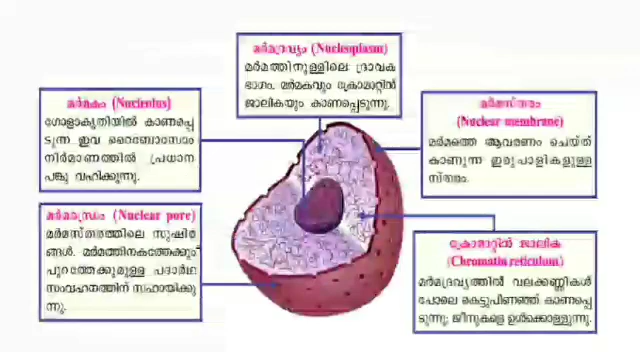 മർമദ്രവ്യം (Nucleoplasm)
മർമത്തിനുള്ളിലെ ദ്രാവക
ഭാഗം. മർമകവും ക്രോമാറ്റിൻ
ജാലികയും കാണപ്പെടുന്നു.
മർമകം (Nucleolus)
ഗോളാകൃതിയിൽ കാണപ്പെ
ടുന്ന ഇവ റൈബോസോം
നിർമാണത്തിൽ പ്രധാന
പങ്കു വഹിക്കുന്നു.
മർമസ്തരം
(Nuclear membrane)
മർമത്തെ ആവരണം ചെയ്ത്
കാണുന്ന ഇരുപാളികളുള്ള
സ്തരം.
മർമരന്ധ്രം (Nuclear pore)
മർമസ്തരത്തിലെ സുഷിര
ങ്ങൾ. മർമത്തിനകത്തേക്കും
പുറത്തേക്കുമുള്ള പദാർഥ
സംവഹനത്തിന് സഹായിക്കു
ന്നു.
ക്രോമാറ്റിൻ ജാലിക
(Chromatin reticulum)
മർമദ്രവ്യത്തിൽ വലക്കണ്ണികൾ
പോലെ കെട്ടുപിണഞ്ഞ് കാണപ്പെ
ടുന്നു; ജീനുകളെ ഉൾക്കൊള്ളുന്നു.